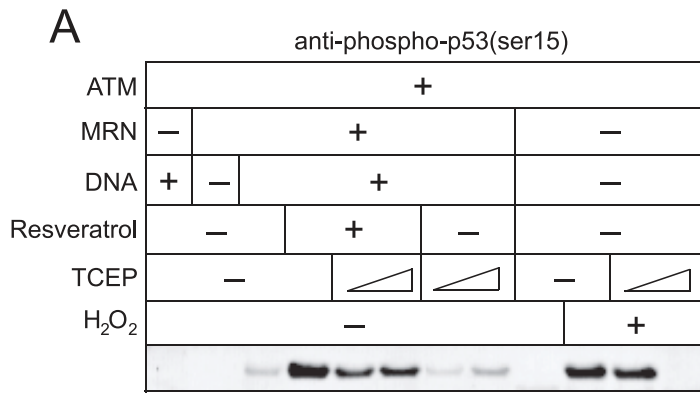 A
anti-phospho-p53(ser15)
ATM +
MRN − + −
DNA + − + −
Resveratrol − + − −
TCEP − −
H₂O₂ − +